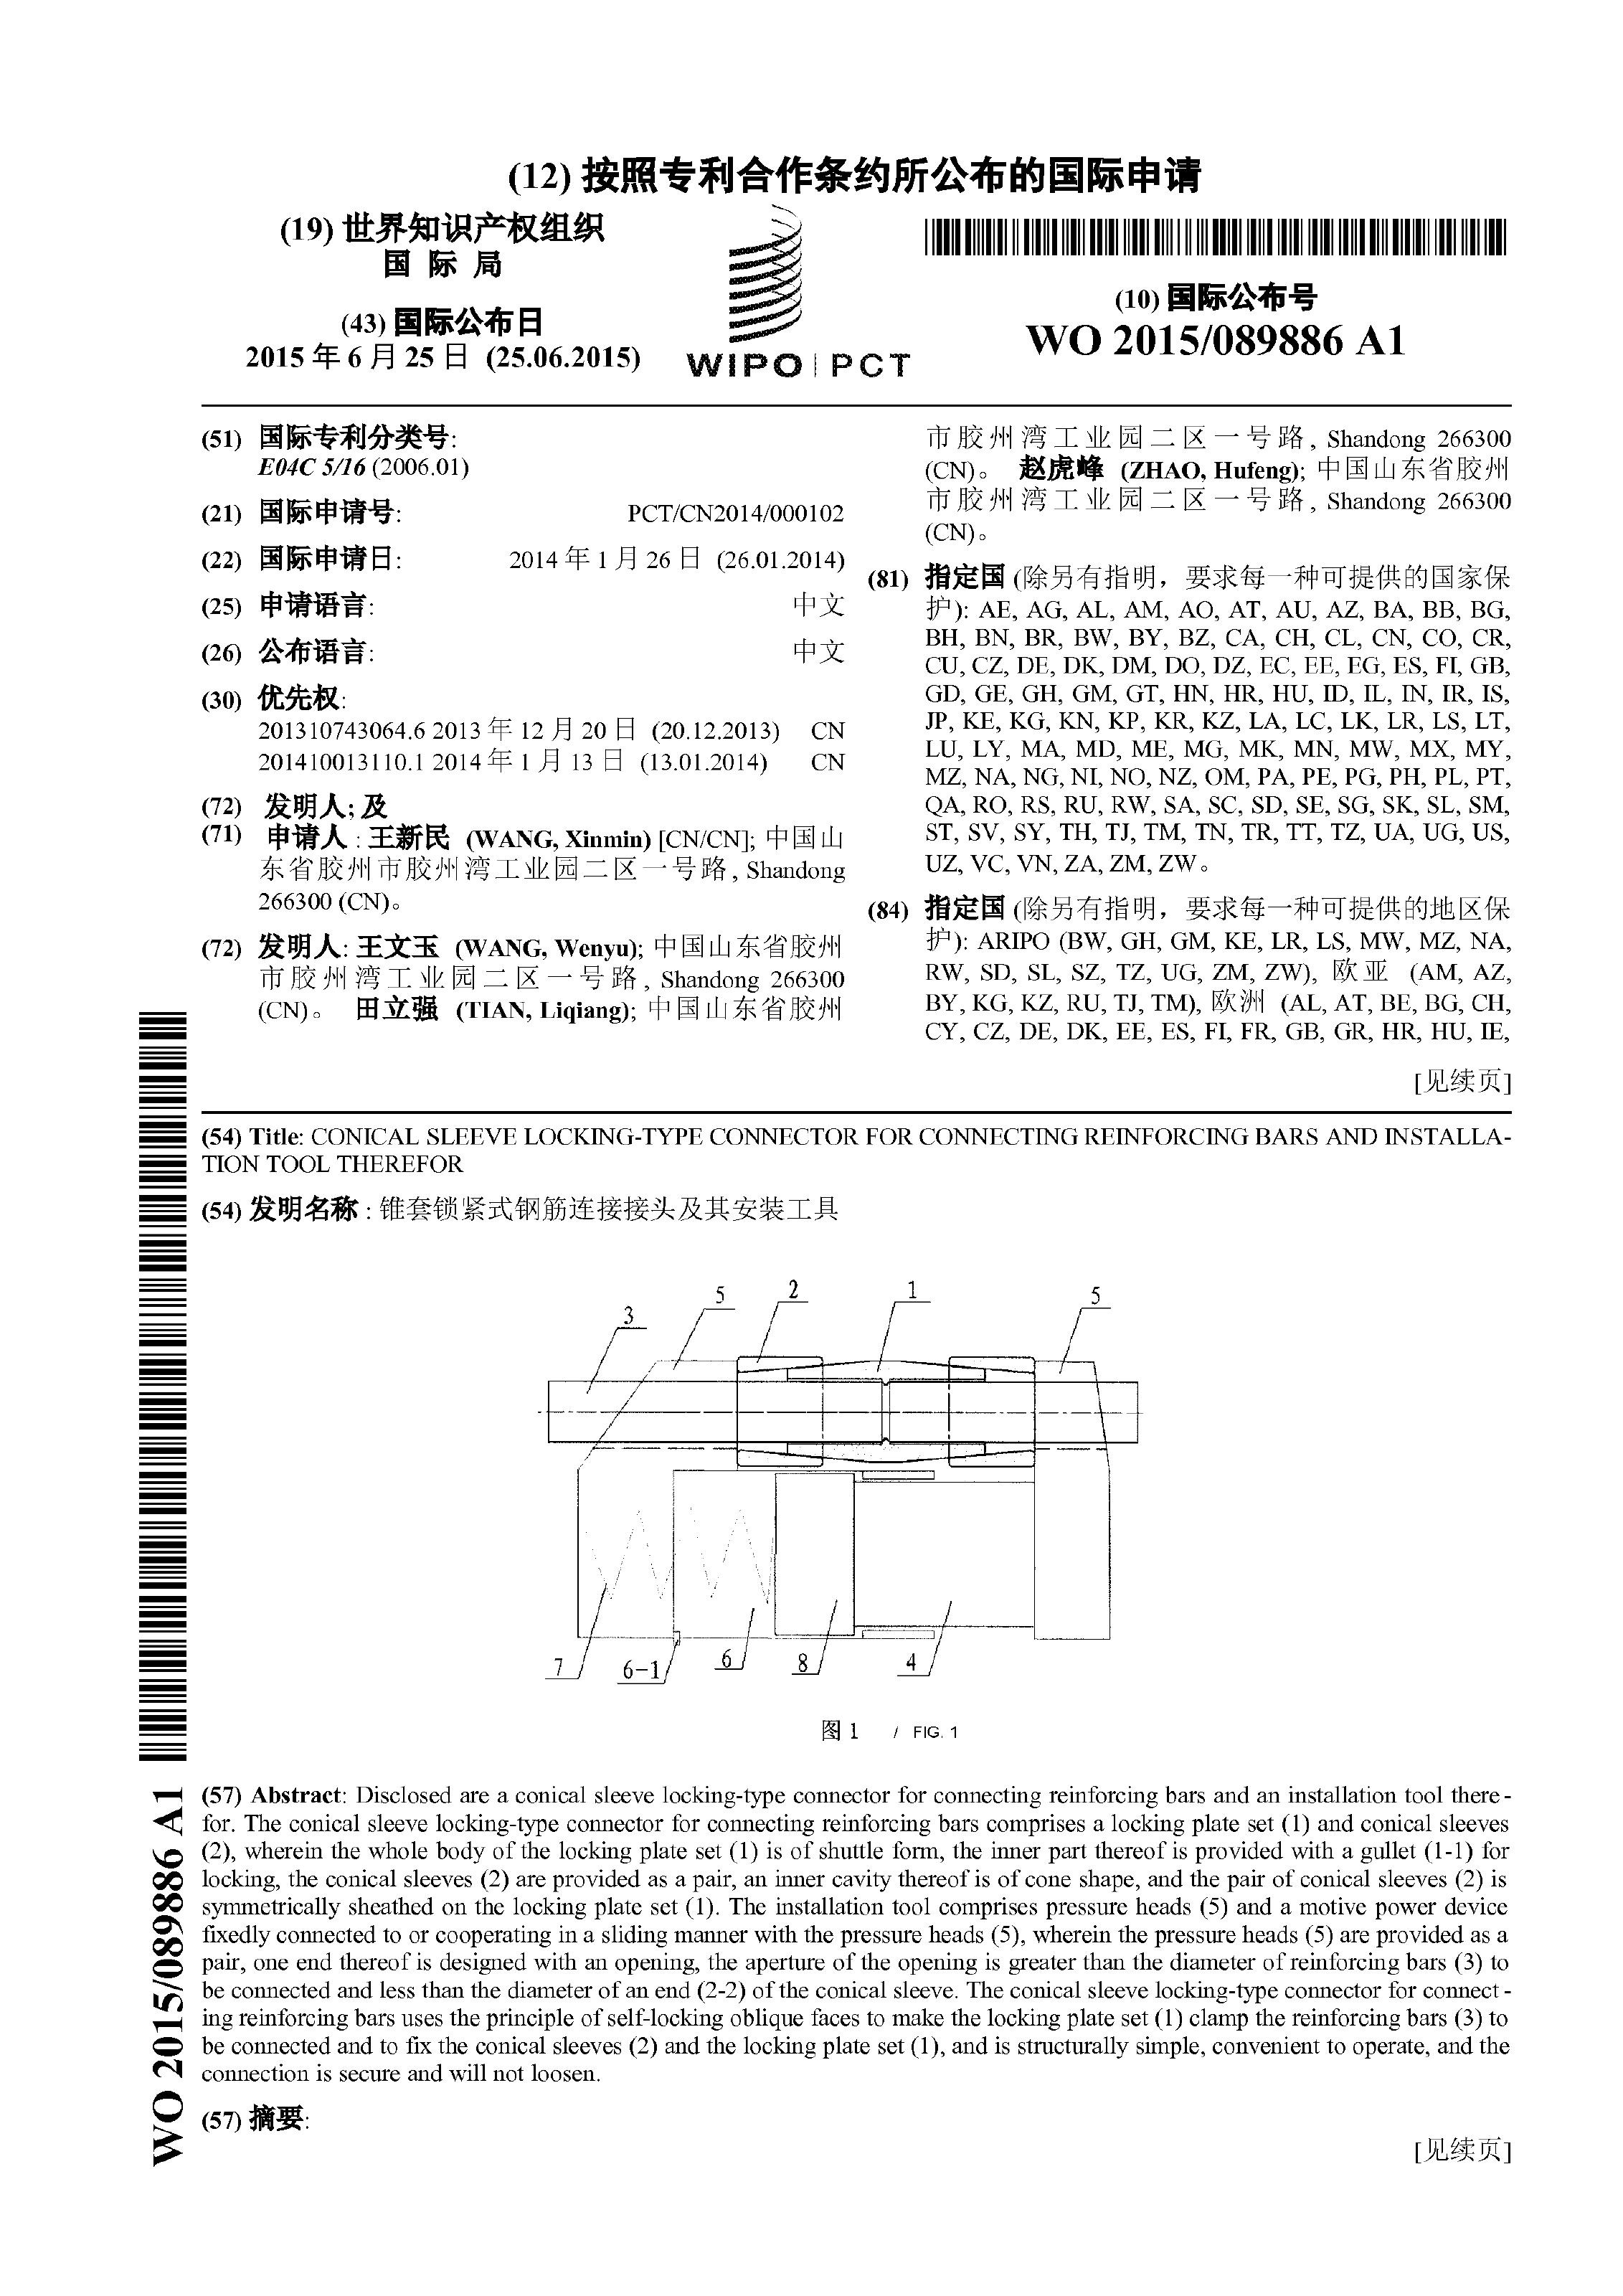 (12) 按照专利合作条约所公布的国际申请
(19) 世界知识产权组织
国 际 局
(43) 国际公布日
2015 年 6 月 25 日 (25.06.2015)
WIPO | PCT
(10) 国际公布号
WO 2015/089886 A1
(51) 国际专利分类号:
E04C 5/16 (2006.01)
(21) 国际申请号: PCT/CN2014/000102
(22) 国际申请日: 2014 年 1 月 26 日 (26.01.2014)
(25) 申请语言: 中文
(26) 公布语言: 中文
(30) 优先权:
201310743064.6 2013 年 12 月 20 日 (20.12.2013) CN
201410013110.1 2014 年 1 月 13 日 (13.01.2014) CN
(72) 发明人; 及
(71) 申请人 : 王新民 (WANG, Xinmin) [CN/CN]; 中国山
东省胶州市胶州湾工业园二区一号路, Shandong
266300 (CN)。
(72) 发明人: 王文玉 (WANG, Wenyu); 中国山东省胶州
市胶州湾工业园二区一号路, Shandong 266300
(CN)。 田立强 (TIAN, Liqiang); 中国山东省胶州
市胶州湾工业园二区一号路, Shandong 266300
(CN)。 赵虎峰 (ZHAO, Hufeng); 中国山东省胶州
市胶州湾工业园二区一号路, Shandong 266300
(CN)。
(81) 指定国 (除另有指明，要求每一种可提供的国家保
护): AE, AG, AL, AM, AO, AT, AU, AZ, BA, BB, BG,
BH, BN, BR, BW, BY, BZ, CA, CH, CL, CN, CO, CR,
CU, CZ, DE, DK, DM, DO, DZ, EC, EE, EG, ES, FI, GB,
GD, GE, GH, GM, GT, HN, HR, HU, ID, IL, IN, IR, IS,
JP, KE, KG, KN, KP, KR, KZ, LA, LC, LK, LR, LS, LT,
LU, LY, MA, MD, ME, MG, MK, MN, MW, MX, MY,
MZ, NA, NG, NI, NO, NZ, OM, PA, PE, PG, PH, PL, PT,
QA, RO, RS, RU, RW, SA, SC, SD, SE, SG, SK, SL, SM,
ST, SV, SY, TH, TJ, TM, TN, TR, TT, TZ, UA, UG, US,
UZ, VC, VN, ZA, ZM, ZW。
(84) 指定国 (除另有指明，要求每一种可提供的地区保
护): ARIPO (BW, GH, GM, KE, LR, LS, MW, MZ, NA,
RW, SD, SL, SZ, TZ, UG, ZM, ZW), 欧亚 (AM, AZ,
BY, KG, KZ, RU, TJ, TM), 欧洲 (AL, AT, BE, BG, CH,
CY, CZ, DE, DK, EE, ES, FI, FR, GB, GR, HR, HU, IE,
[见续页]
(54) Title: CONICAL SLEEVE LOCKING-TYPE CONNECTOR FOR CONNECTING REINFORCING BARS AND INSTALLA-
TION TOOL THEREFOR
(54) 发明名称 : 锥套锁紧式钢筋连接接头及其安装工具
3
5
2
1
5
7
6-1
6
8
4
图 1 / FIG. 1
(57) Abstract: Disclosed are a conical sleeve locking-type connector for connecting reinforcing bars and an installation tool there-
for. The conical sleeve locking-type connector for connecting reinforcing bars comprises a locking plate set (1) and conical sleeves
(2), wherein the whole body of the locking plate set (1) is of shuttle form, the inner part thereof is provided with a gullet (1-1) for
locking, the conical sleeves (2) are provided as a pair, an inner cavity thereof is of cone shape, and the pair of conical sleeves (2) is
symmetrically sheathed on the locking plate set (1). The installation tool comprises pressure heads (5) and a motive power device
fixedly connected to or cooperating in a sliding manner with the pressure heads (5), wherein the pressure heads (5) are provided as a
pair, one end thereof is designed with an opening, the aperture of the opening is greater than the diameter of reinforcing bars (3) to
be connected and less than the diameter of an end (2-2) of the conical sleeve. The conical sleeve locking-type connector for connect-
ing reinforcing bars uses the principle of self-locking oblique faces to make the locking plate set (1) clamp the reinforcing bars (3) to
be connected and to fix the conical sleeves (2) and the locking plate set (1), and is structurally simple, convenient to operate, and the
connection is secure and will not loosen.
(57) 摘要:
[见续页]
WO 2015/089886 A1